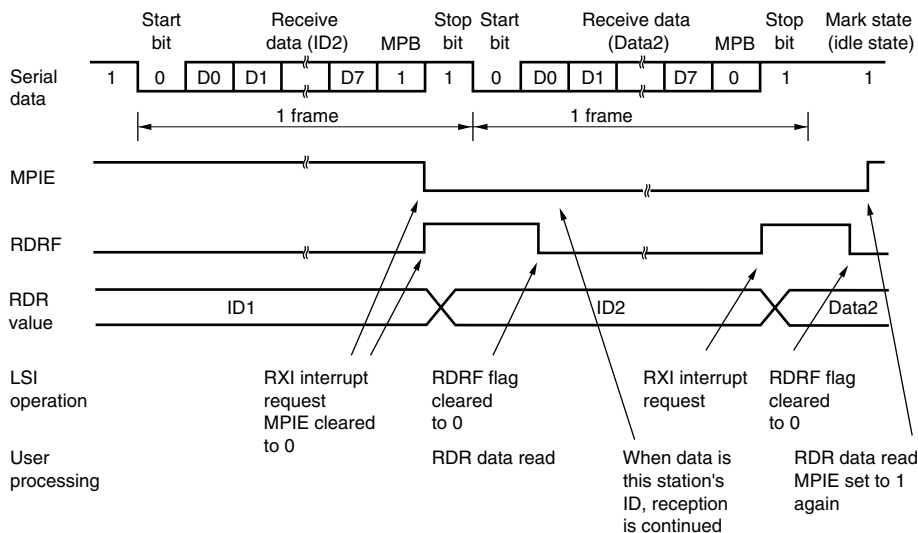 Start bit
Receive data (ID2)
MPB
Stop bit
Start bit
Receive data (Data2)
MPB
Stop bit
Mark state (idle state)
Serial data
1 0 D0 D1 D7 1 1 0 D0 D1 D7 0 1 1
1 frame
1 frame
MPIE
RDRF
RDR value
ID1
ID2
Data2
LSI operation
RXI interrupt request
MPIE cleared to 0
RDRF flag cleared to 0
RXI interrupt request
RDRF flag cleared to 0
User processing
RDR data read
When data is this station's ID, reception is continued
RDR data read
MPIE set to 1 again